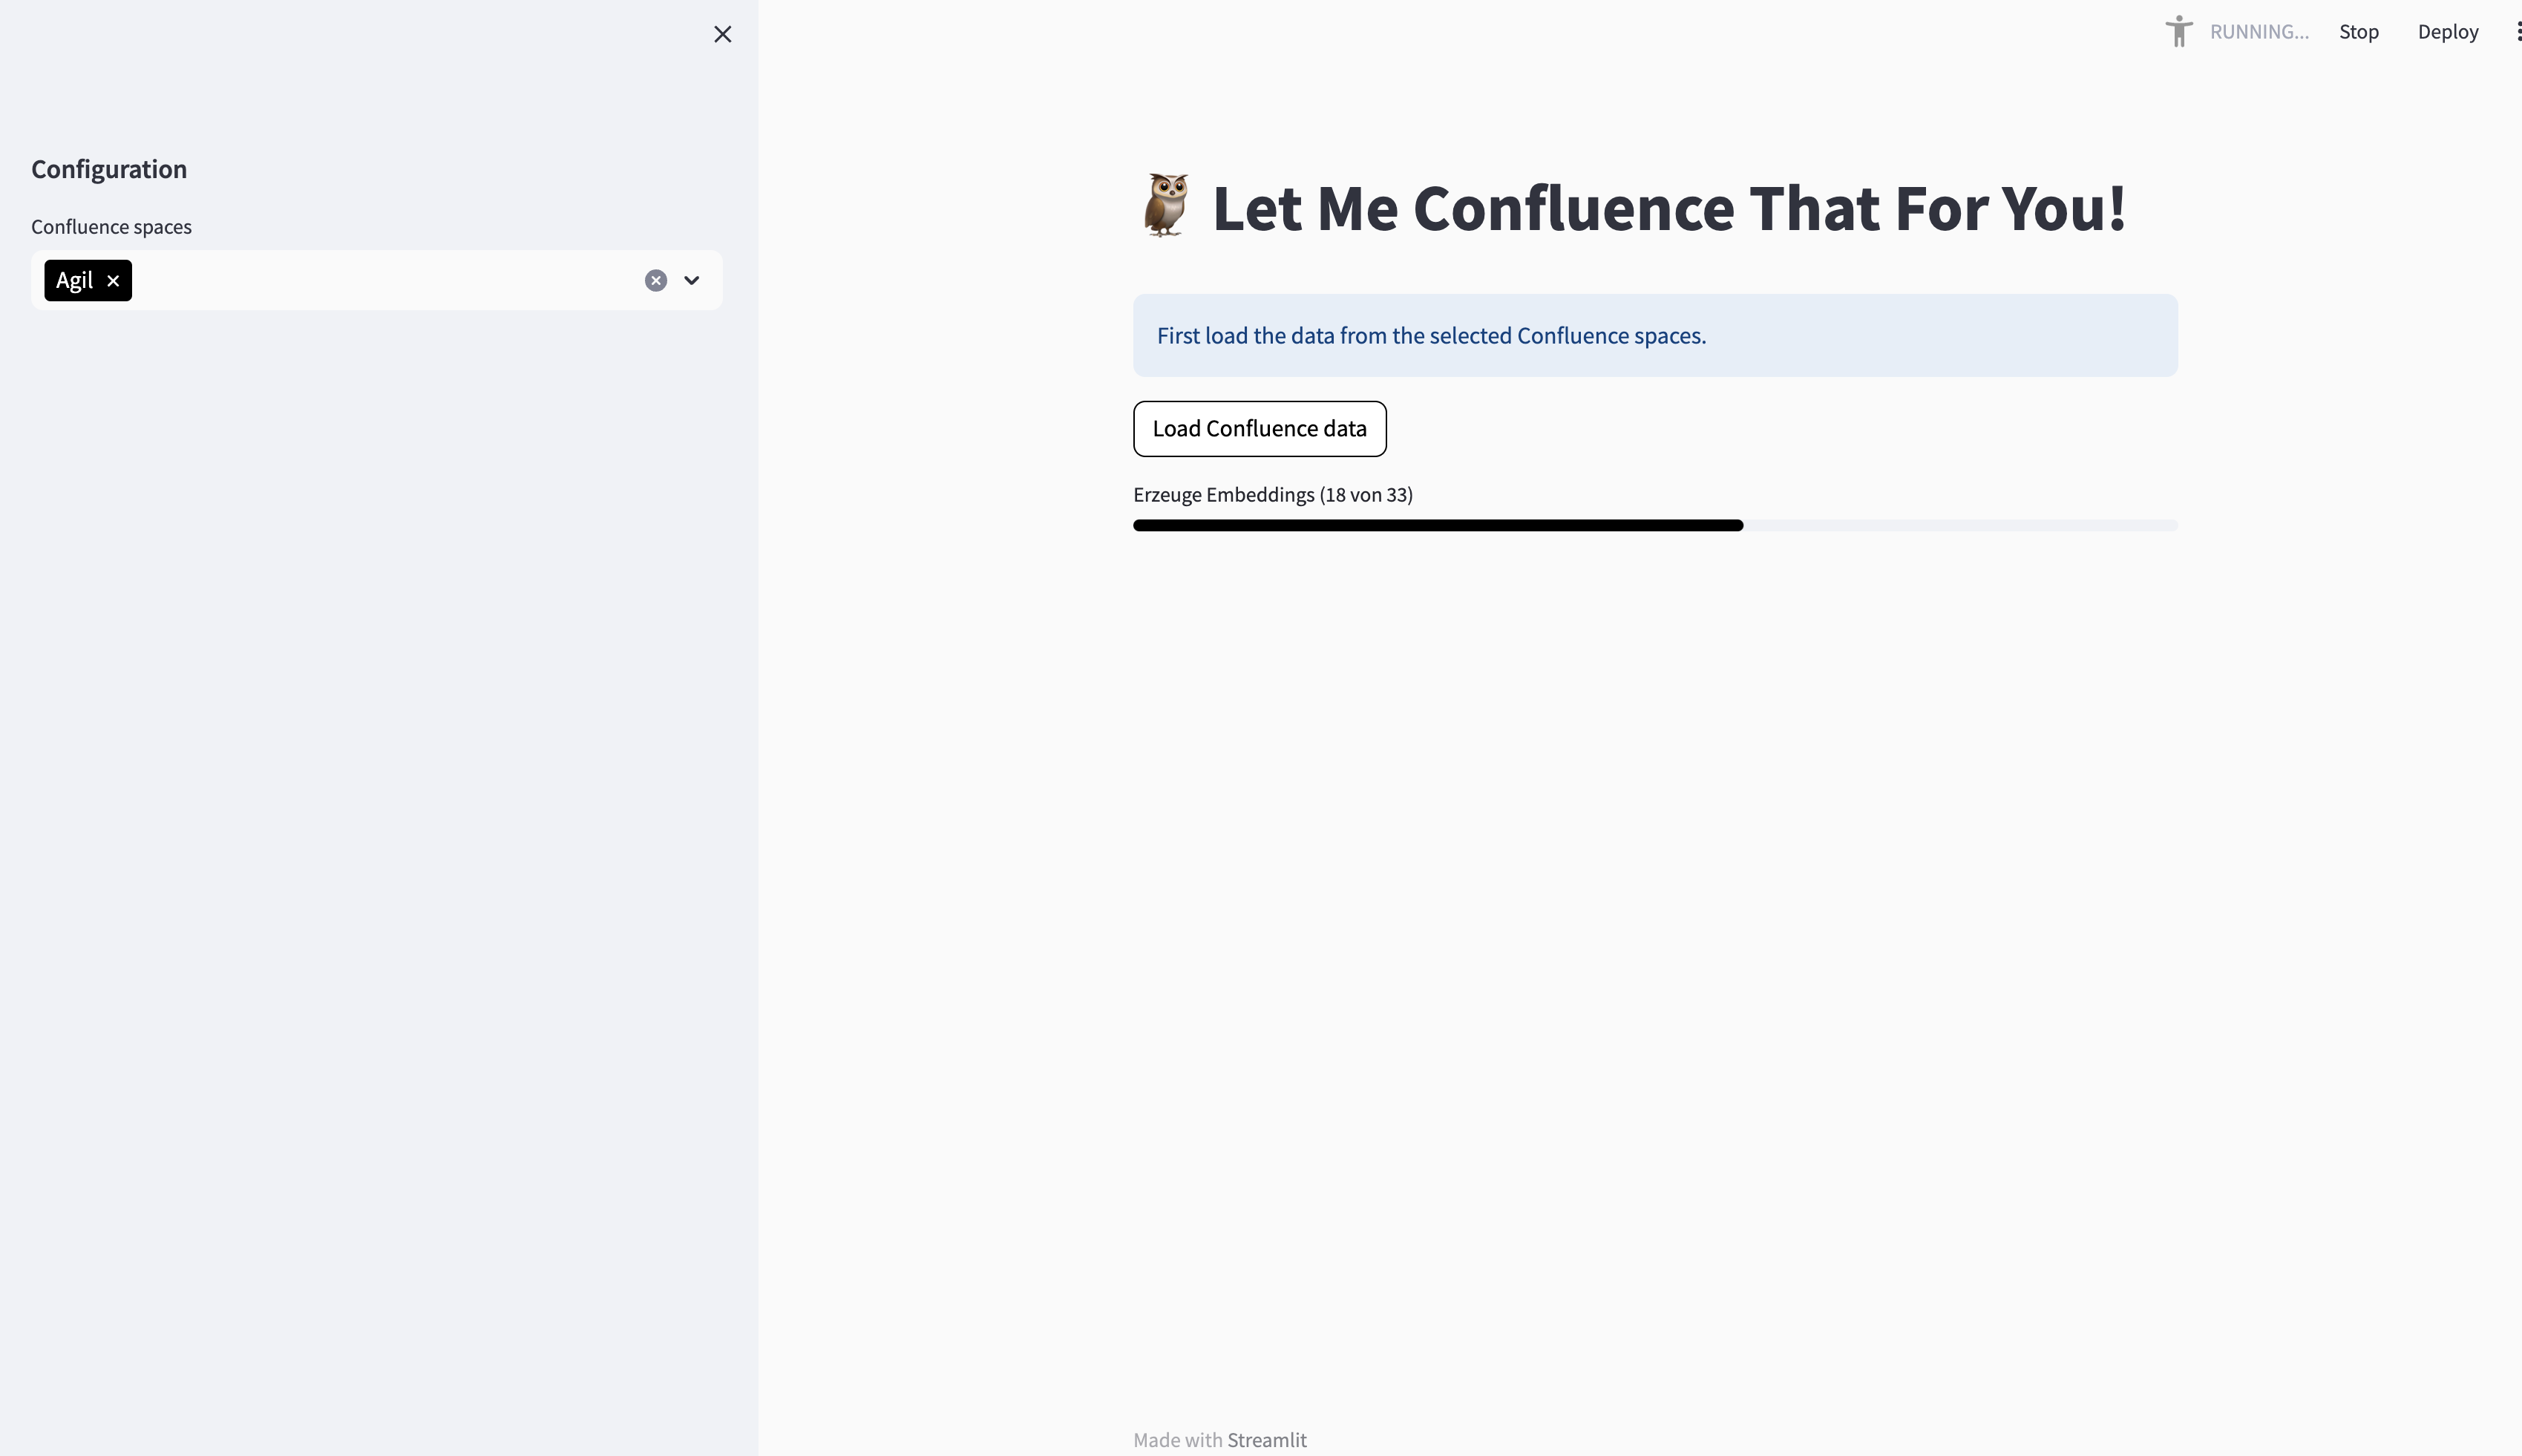 RUNNING...
Stop
Deploy
Configuration
Confluence spaces
Agil
Let Me Confluence That For You!
First load the data from the selected Confluence spaces.
Load Confluence data
Erzeuge Embeddings (18 von 33)
Made with Streamlit